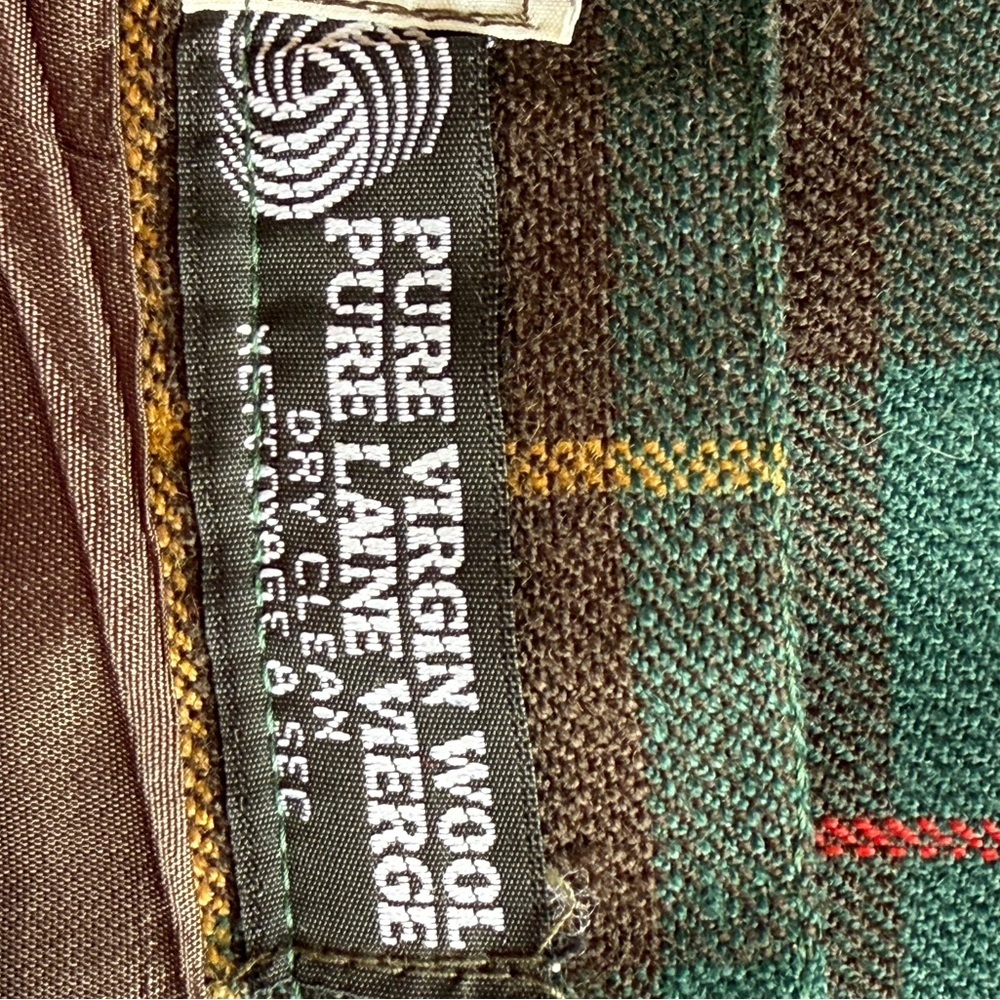 PURE VIRGIN WOOL
PURE LAINE VIERGE
DRY CLEAN
NETTOYAGE À SEC